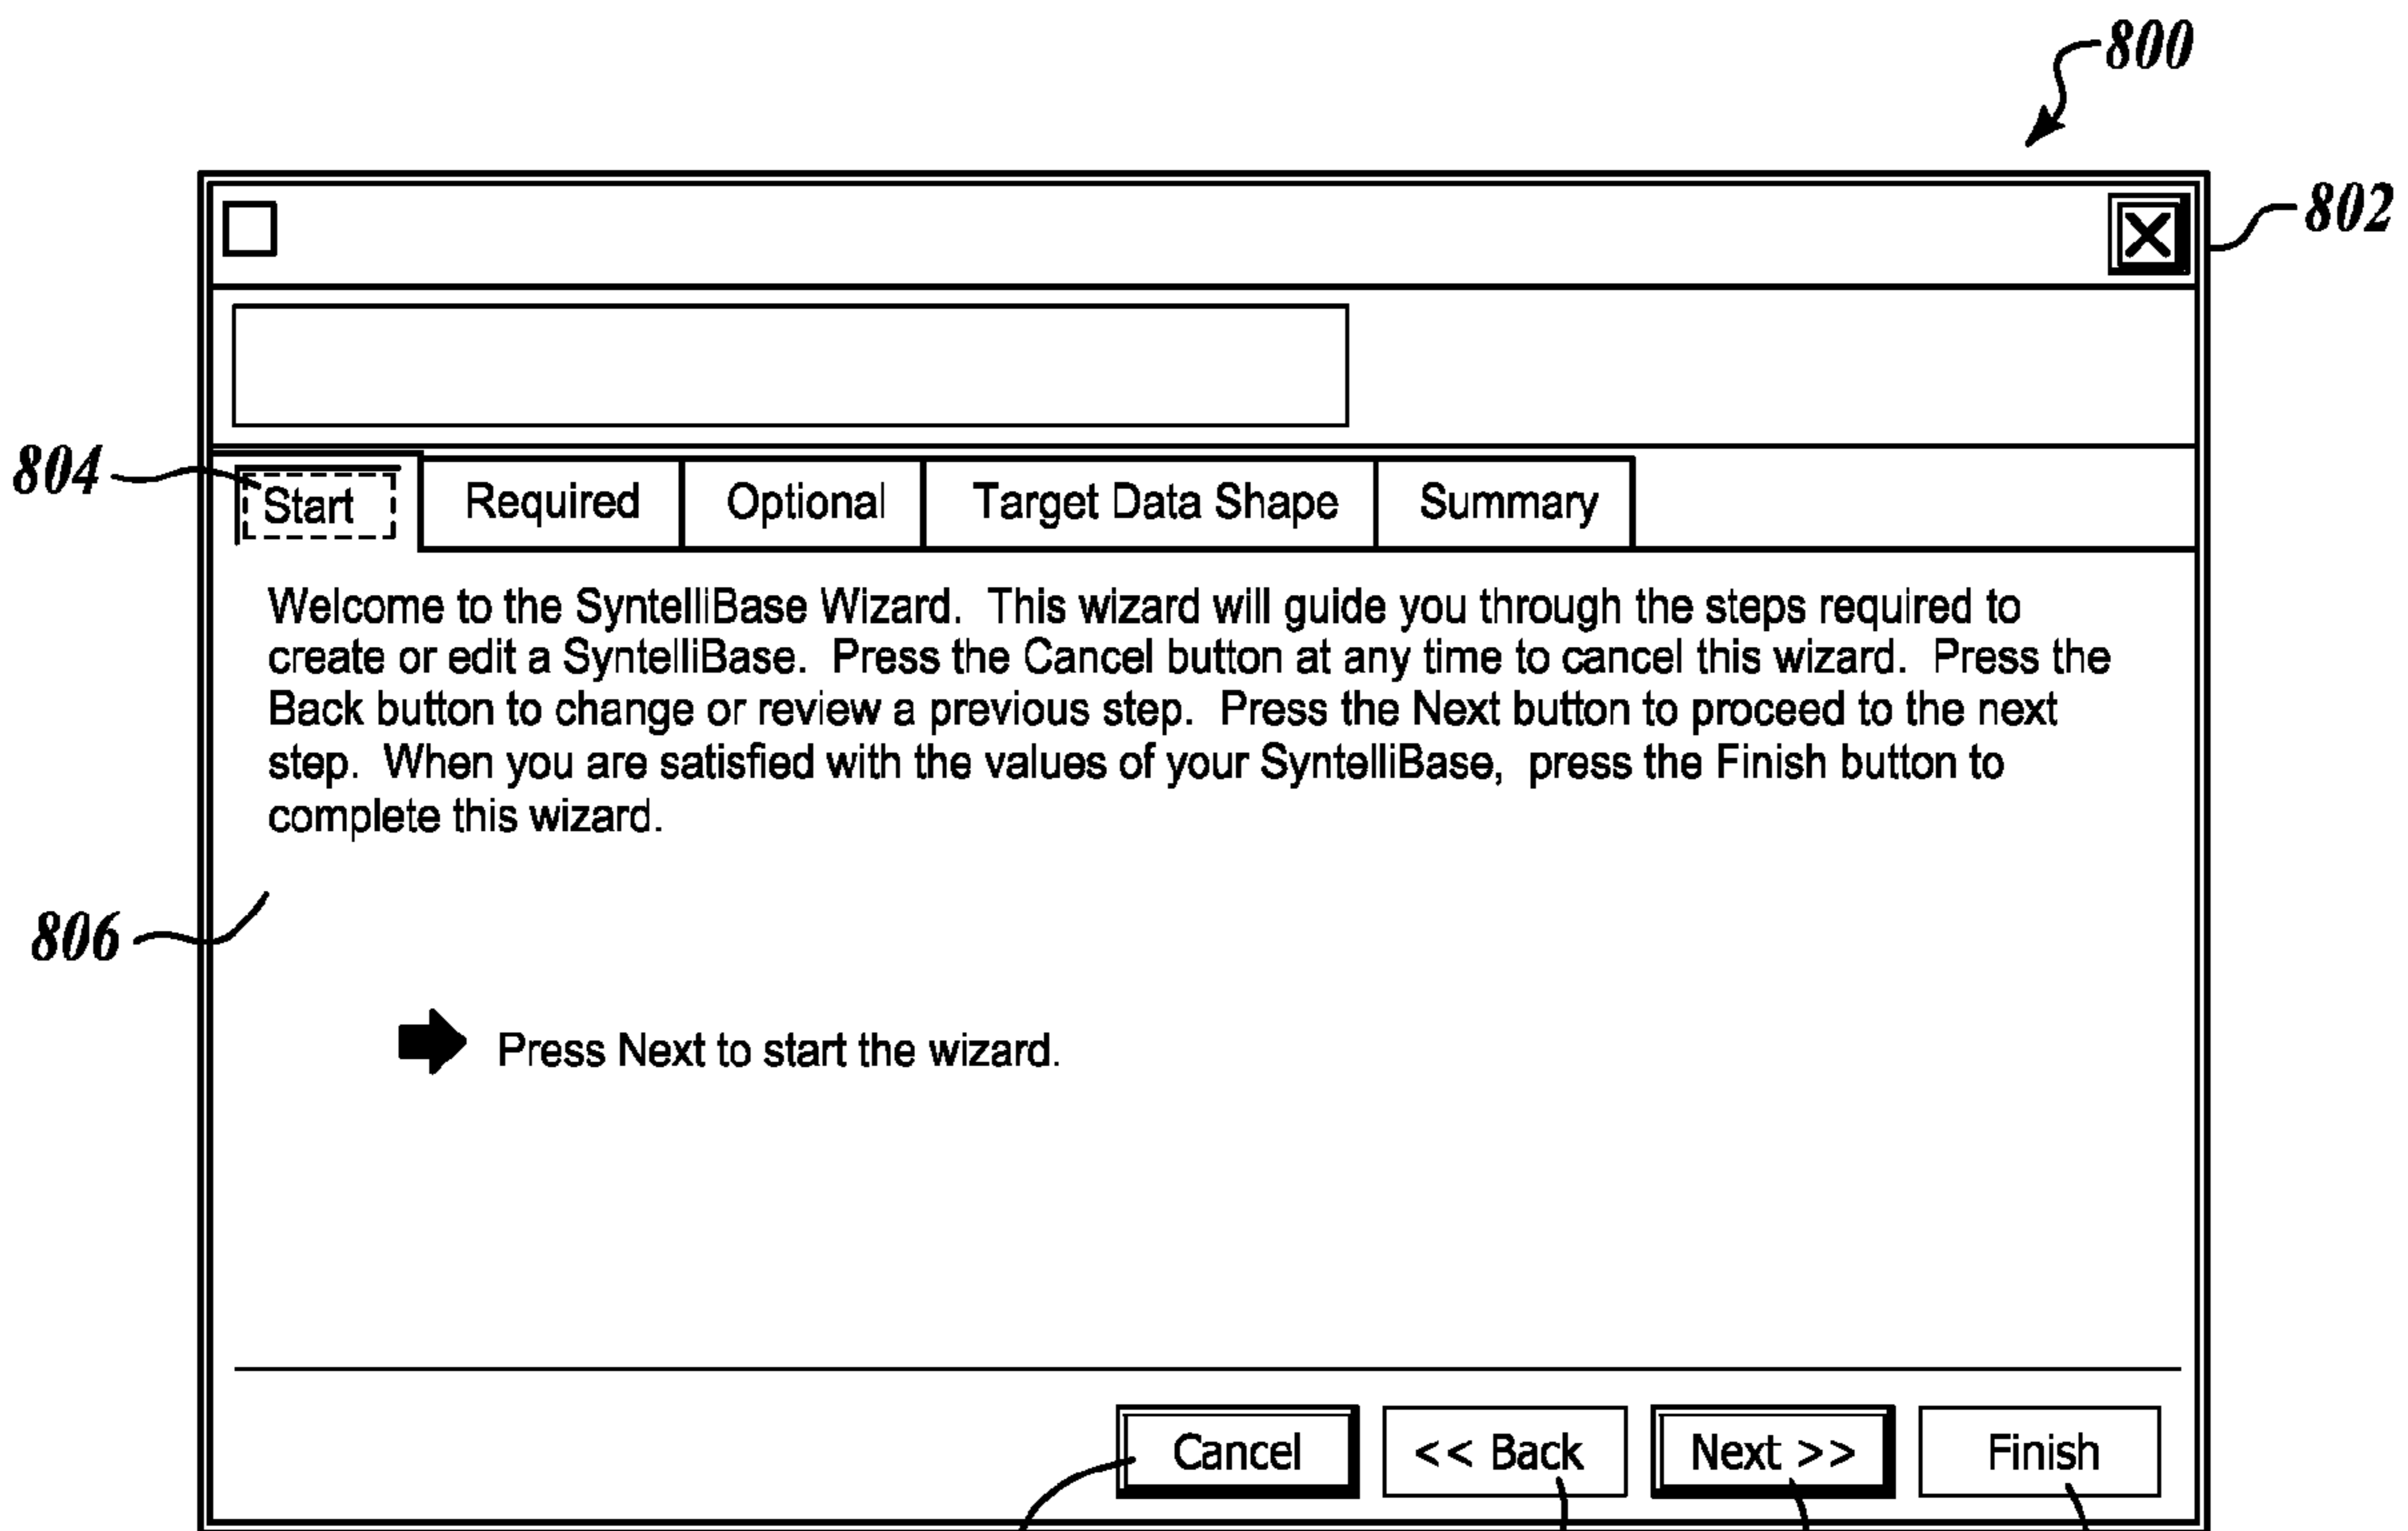 800
802
804
Start Required Optional Target Data Shape Summary
Welcome to the SyntelliBase Wizard. This wizard will guide you through the steps required to
create or edit a SyntelliBase. Press the Cancel button at any time to cancel this wizard. Press the
Back button to change or review a previous step. Press the Next button to proceed to the next
step. When you are satisfied with the values of your SyntelliBase, press the Finish button to
complete this wizard.
806
Press Next to start the wizard.
Cancel << Back Next >> Finish